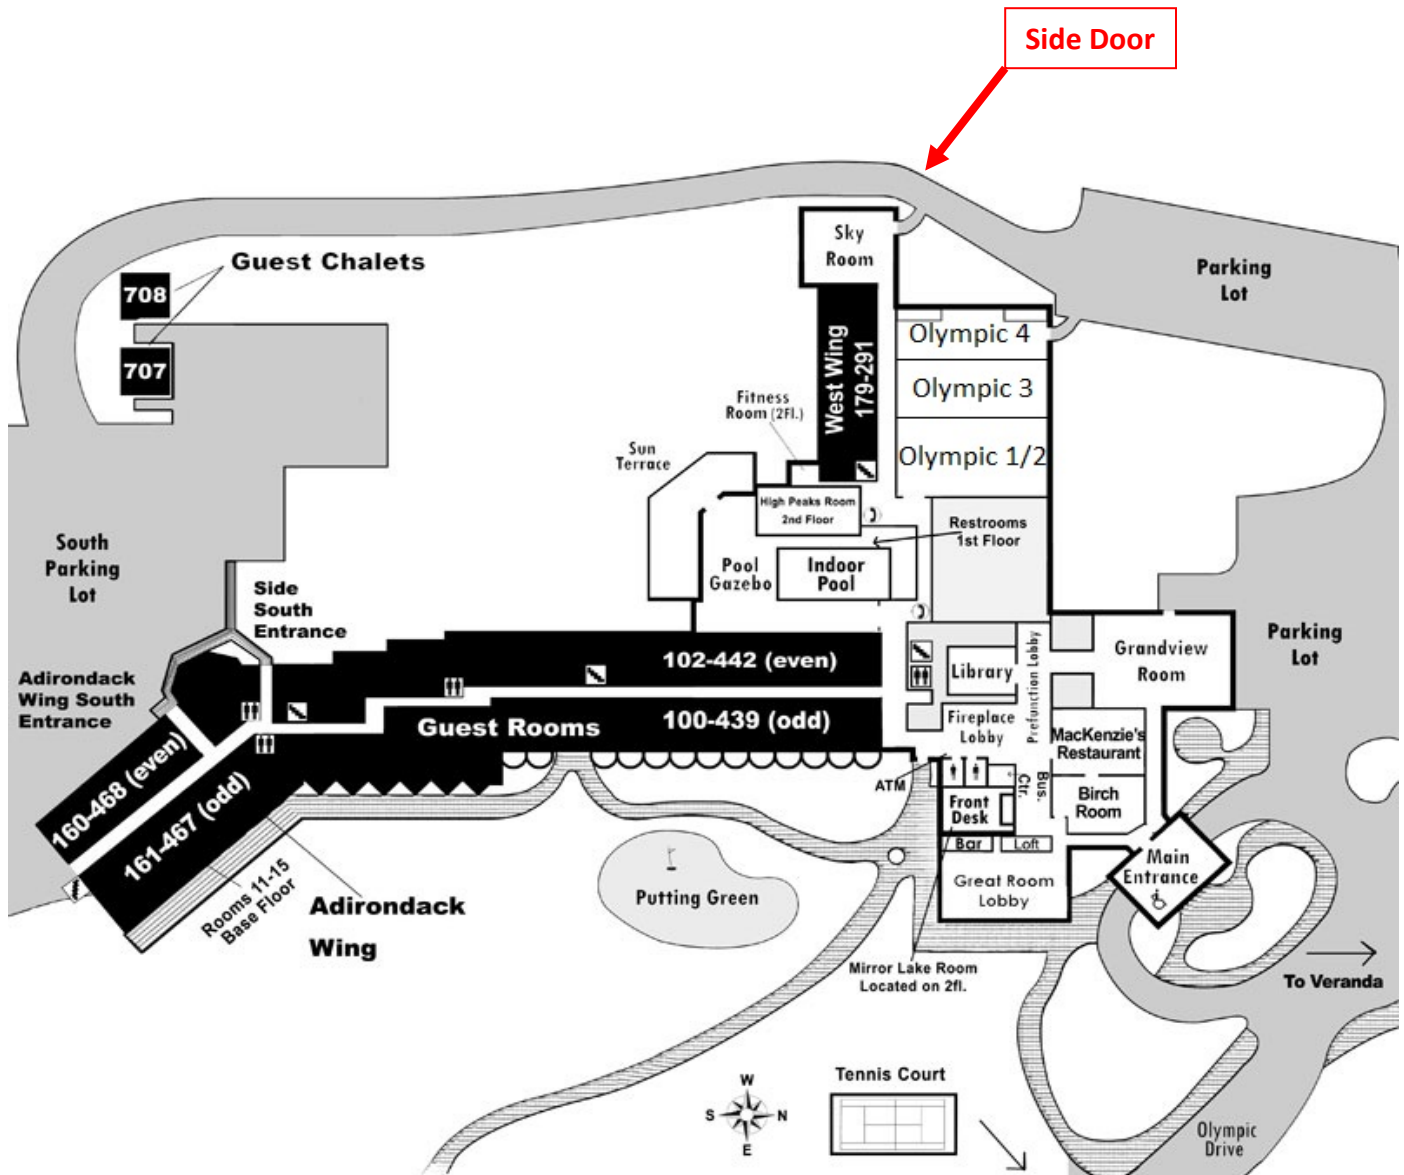 Side Door
Sky
Room
Guest Chalets
Parking
Lot
708
707
West Wing
179-291
Olympic 4
Olympic 3
Olympic 1/2
Fitness
Room (2Fl.)
Sun
Terrace
High Peaks Room
2nd Floor
Restrooms
1st Floor
South
Parking
Lot
Pool
Gazebo
Indoor
Pool
Side
South
Entrance
Parking
Lot
102-442 (even)
Library
Prefunction Lobby
Grandview
Room
Adirondack
Wing South
Entrance
Guest Rooms
100-439 (odd)
Fireplace
Lobby
MacKenzie's
Restaurant
160-468 (even)
161-467 (odd)
ATM
Bus.
Ctr.
Front
Desk
Birch
Room
Bar
Loft
Main
Entrance
Rooms 11-15
Base Floor
Adirondack
Wing
Putting Green
Great Room
Lobby
Mirror Lake Room
Located on 2fl.
To Veranda
W
S
N
E
Tennis Court
Olympic
Drive